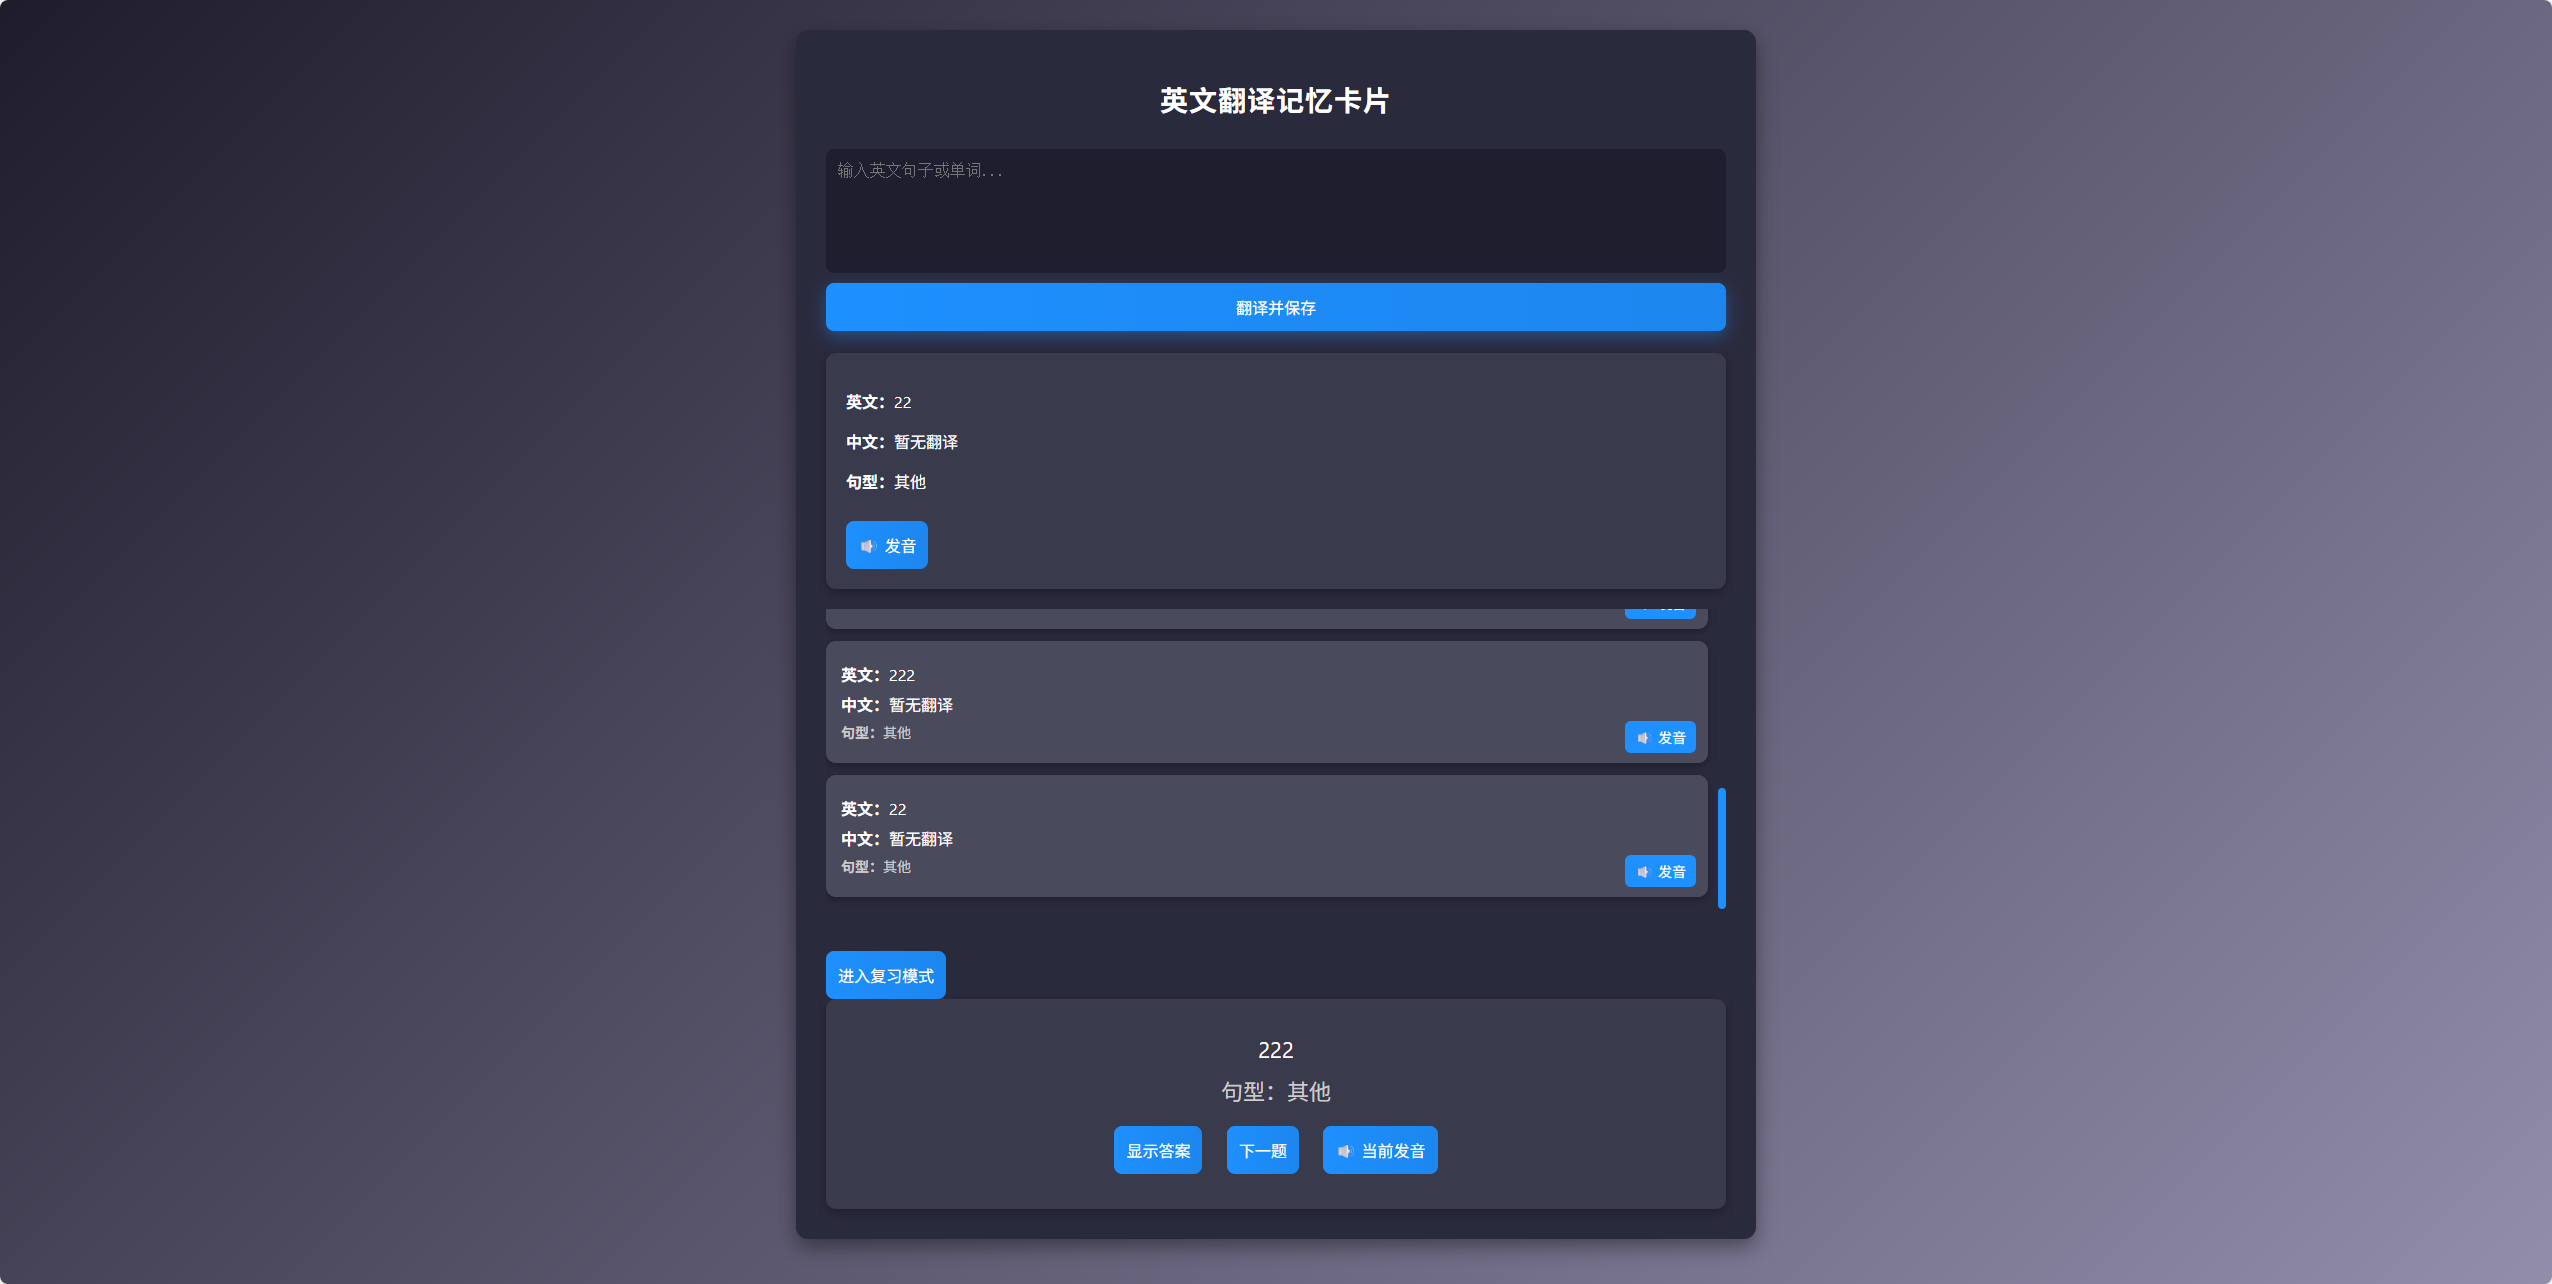 英文翻译记忆卡片
输入英文句子或单词...
翻译并保存
英文：22
中文：暂无翻译
句型：其他
发音
英文：222
中文：暂无翻译
句型：其他
发音
英文：22
中文：暂无翻译
句型：其他
发音
进入复习模式
222
句型：其他
显示答案 下一题 当前发音